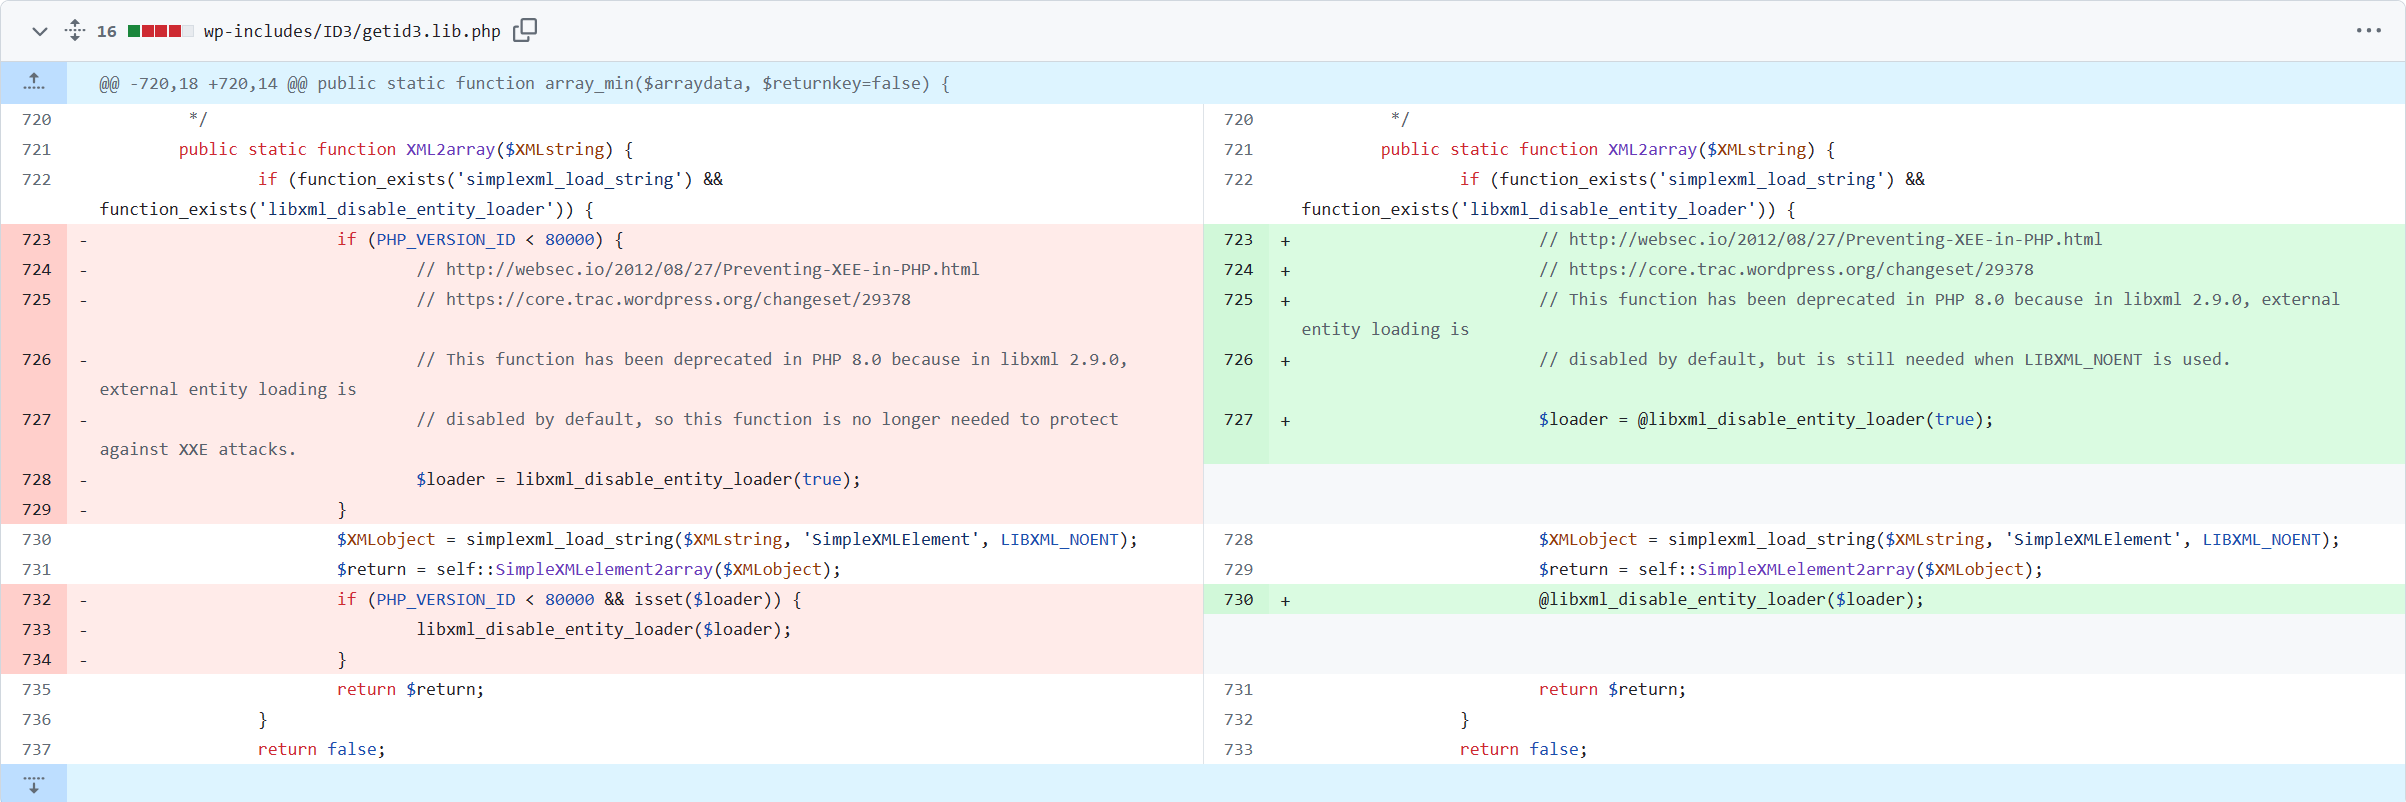 16 wp-includes/ID3/getid3.lib.php
@@ -720,18 +720,14 @@ public static function array_min($arraydata, $returnkey=false) {
720 */
721 public static function XML2array($XMLstring) {
722 if (function_exists('simplexml_load_string') &&
function_exists('libxml_disable_entity_loader')) {
723 - if (PHP_VERSION_ID < 80000) {
724 - // http://websec.io/2012/08/27/Preventing-XEE-in-PHP.html
725 - // https://core.trac.wordpress.org/changeset/29378
726 - // This function has been deprecated in PHP 8.0 because in libxml 2.9.0,
external entity loading is
727 - // disabled by default, so this function is no longer needed to protect
against XXE attacks.
728 - $loader = libxml_disable_entity_loader(true);
729 - }
730 $XMLobject = simplexml_load_string($XMLstring, 'SimpleXMLElement', LIBXML_NOENT);
731 $return = self::SimpleXMLelement2array($XMLobject);
732 - if (PHP_VERSION_ID < 80000 && isset($loader)) {
733 - libxml_disable_entity_loader($loader);
734 - }
735 return $return;
736 }
737 return false;
720 */
721 public static function XML2array($XMLstring) {
722 if (function_exists('simplexml_load_string') &&
function_exists('libxml_disable_entity_loader')) {
723 + // http://websec.io/2012/08/27/Preventing-XEE-in-PHP.html
724 + // https://core.trac.wordpress.org/changeset/29378
725 + // This function has been deprecated in PHP 8.0 because in libxml 2.9.0, external
entity loading is
726 + // disabled by default, but is still needed when LIBXML_NOENT is used.
727 + $loader = @libxml_disable_entity_loader(true);
728 $XMLobject = simplexml_load_string($XMLstring, 'SimpleXMLElement', LIBXML_NOENT);
729 $return = self::SimpleXMLelement2array($XMLobject);
730 + @libxml_disable_entity_loader($loader);
731 return $return;
732 }
733 return false;